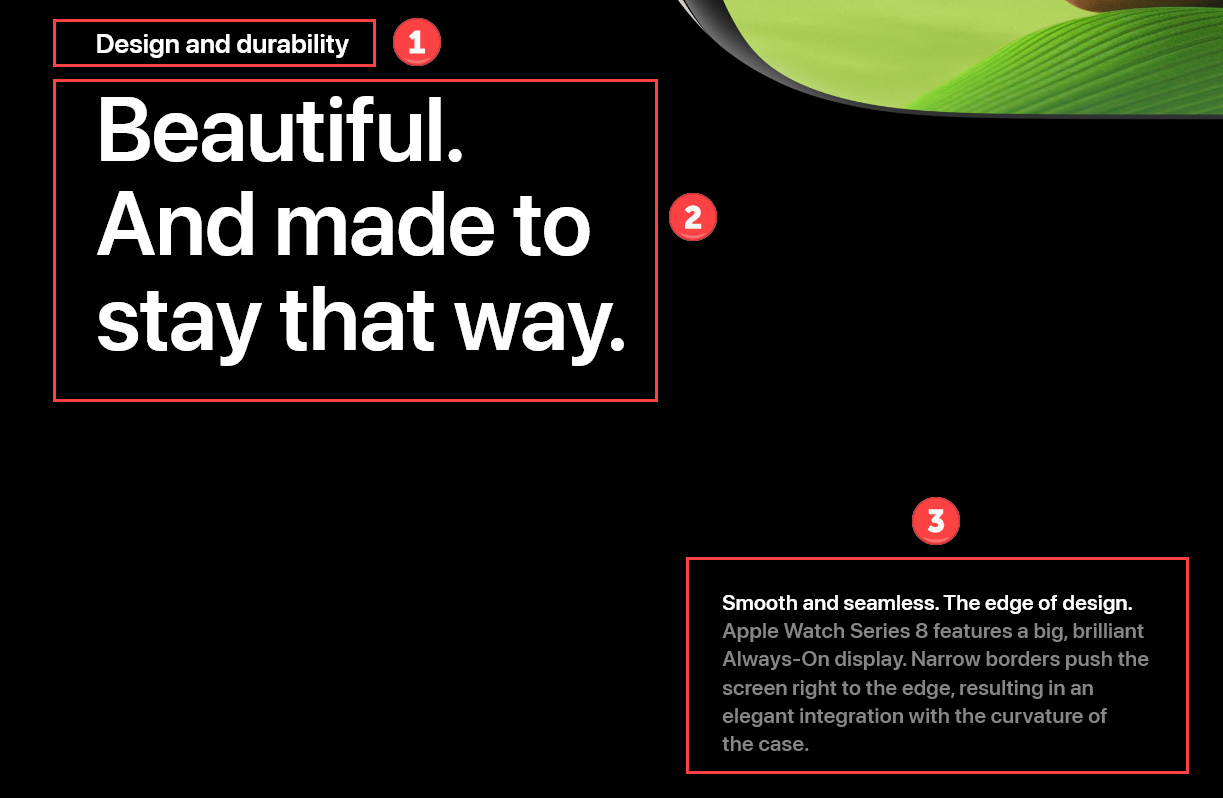 Design and durability
1
Beautiful.
And made to
stay that way.
2
3
Smooth and seamless. The edge of design.
Apple Watch Series 8 features a big, brilliant
Always-On display. Narrow borders push the
screen right to the edge, resulting in an
elegant integration with the curvature of
the case.